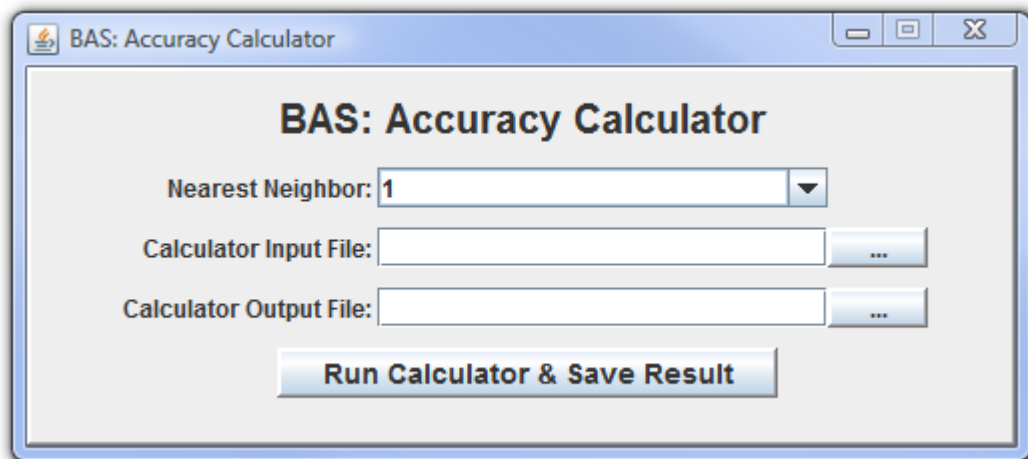 BAS: Accuracy Calculator
BAS: Accuracy Calculator
Nearest Neighbor: 1
Calculator Input File: ...
Calculator Output File: ...
Run Calculator & Save Result